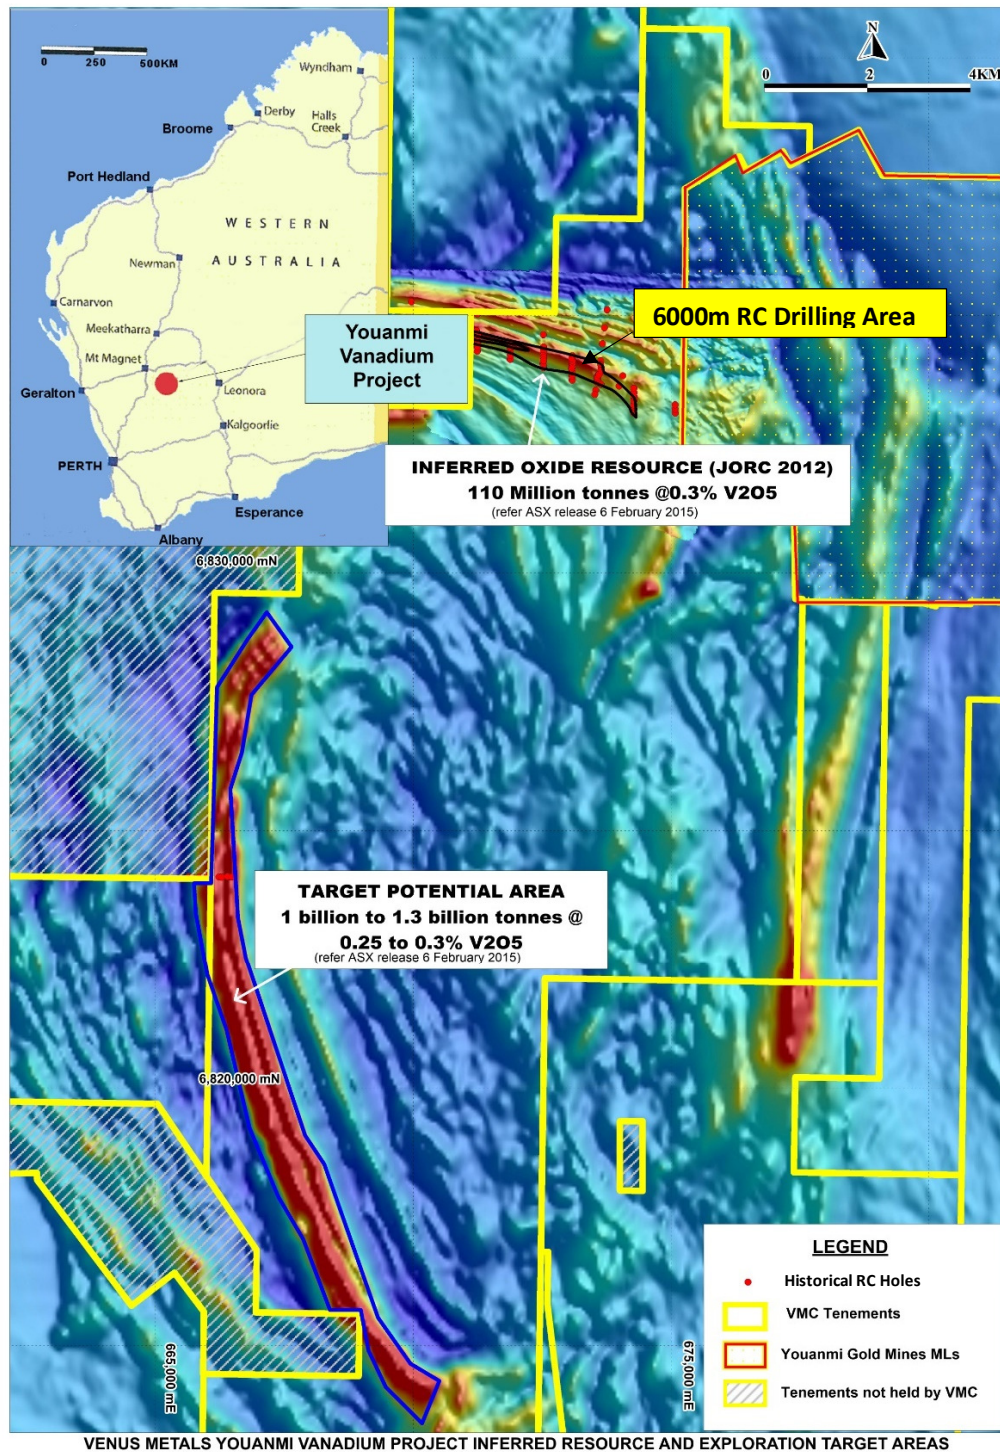 N
0 2 4KM
0 250 500KM
Wyndham
Derby
Halls
Creek
Broome
Port Hedland
WESTERN
AUSTRALIA
Newman
Carnarvon
Meekatharra
Mt Magnet
Geralton
Leonora
Kalgoorlie
PERTH
Esperance
Albany
Youanmi
Vanadium
Project
6000m RC Drilling Area
INFERRED OXIDE RESOURCE (JORC 2012)
110 Million tonnes @0.3% V2O5
(refer ASX release 6 February 2015)
6,830,000 mN
TARGET POTENTIAL AREA
1 billion to 1.3 billion tonnes @
0.25 to 0.3% V2O5
(refer ASX release 6 February 2015)
6,820,000 mN
665,000 mE
675,000 mE
LEGEND
Historical RC Holes
VMC Tenements
Youanmi Gold Mines MLs
Tenements not held by VMC
VENUS METALS YOUANMI VANADIUM PROJECT INFERRED RESOURCE AND EXPLORATION TARGET AREAS